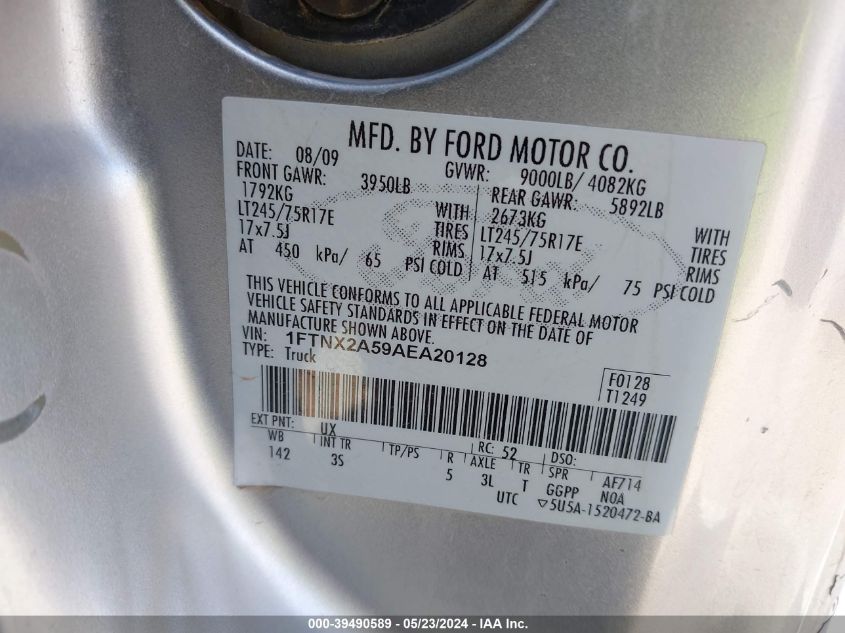 MFD. BY FORD MOTOR CO.
DATE: 08/09 GVWR: 9000LB/ 4082KG
FRONT GAWR: 3950LB REAR GAWR: 5892LB
1792KG WITH 2673KG WITH
LT245/75R17E TIRES LT245/75R17E TIRES
17x7.5J RIMS 17x7.5J RIMS
AT 450 kPa/ 65 PSI COLD AT 515 kPa/ 75 PSI COLD
THIS VEHICLE CONFORMS TO ALL APPLICABLE FEDERAL MOTOR
VEHICLE SAFETY STANDARDS IN EFFECT ON THE DATE OF
MANUFACTURE SHOWN ABOVE.
VIN: 1FTNX2A59AEA20128
TYPE: Truck
F0128
T1249
EXT PNT: UX RC: 52 DSO:
WB INT TR TP/PS R AXLE TR SPR AF714
142 3S 5 3L T GGPP N0A
UTC ▽5U5A-1520472-BA
000-39490589 - 05/23/2024 - IAA Inc.